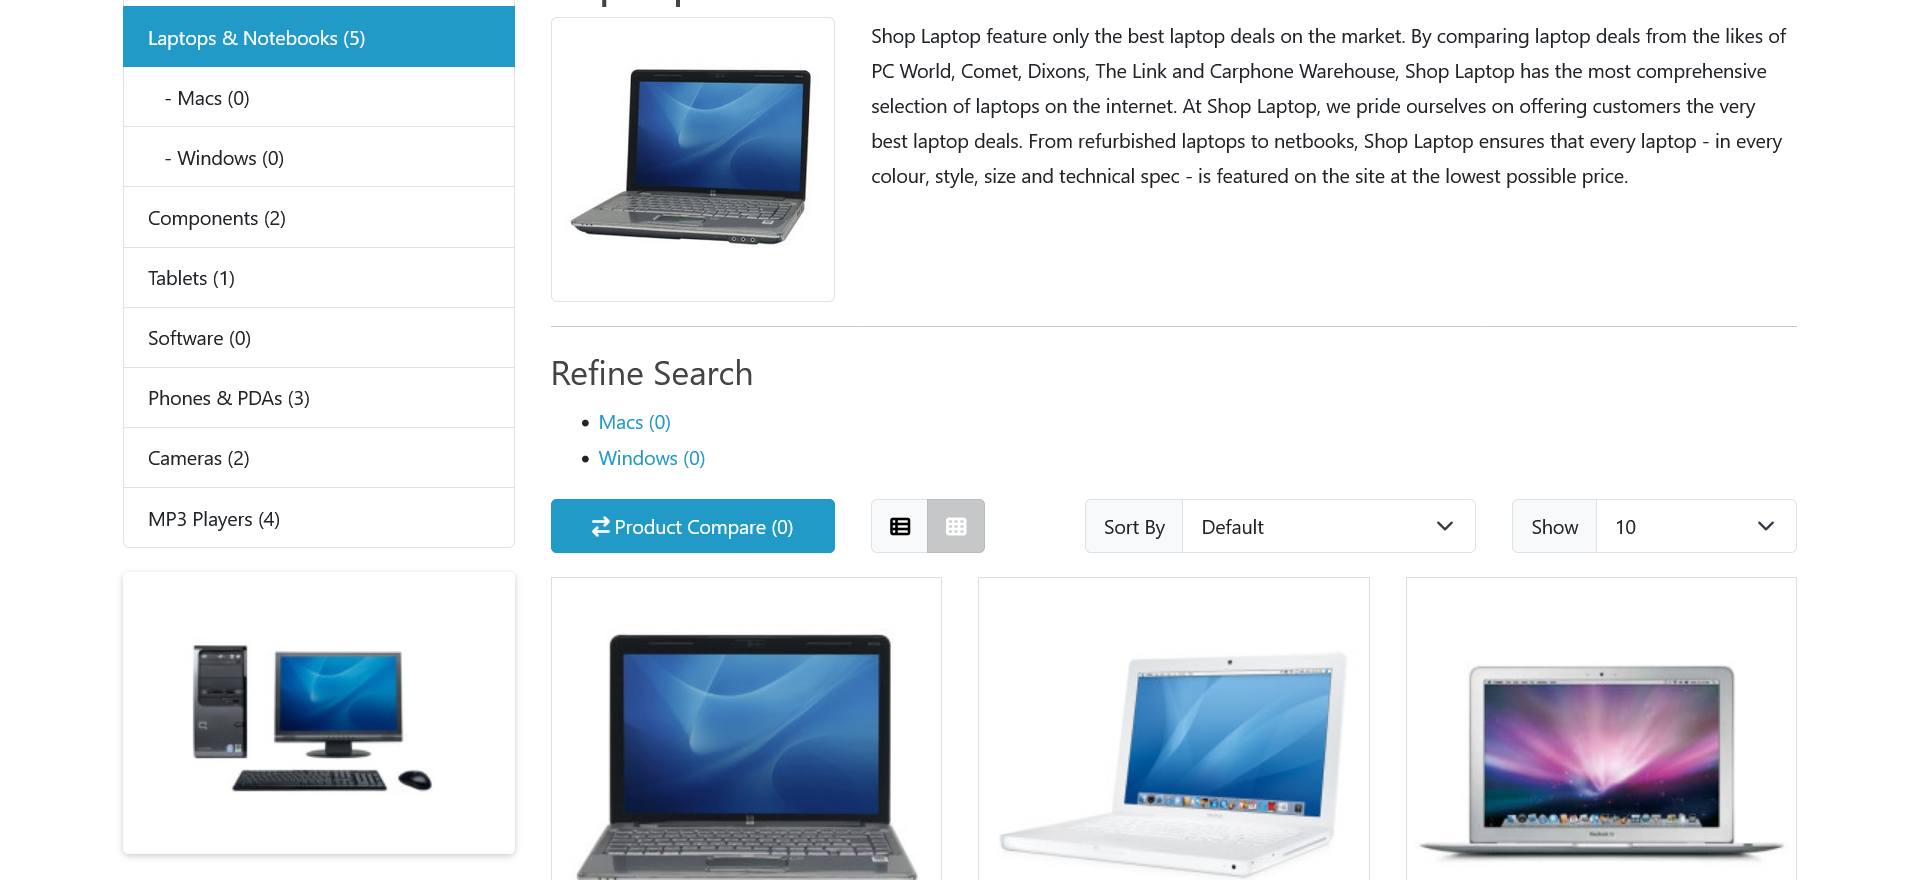 Laptops & Notebooks (5)
- Macs (0)
- Windows (0)
Components (2)
Tablets (1)
Software (0)
Phones & PDAs (3)
Cameras (2)
MP3 Players (4)
Shop Laptop feature only the best laptop deals on the market. By comparing laptop deals from the likes of
PC World, Comet, Dixons, The Link and Carphone Warehouse, Shop Laptop has the most comprehensive
selection of laptops on the internet. At Shop Laptop, we pride ourselves on offering customers the very
best laptop deals. From refurbished laptops to netbooks, Shop Laptop ensures that every laptop - in every
colour, style, size and technical spec - is featured on the site at the lowest possible price.
Refine Search
Macs (0)
Windows (0)
Product Compare (0)
Sort By Default
Show 10